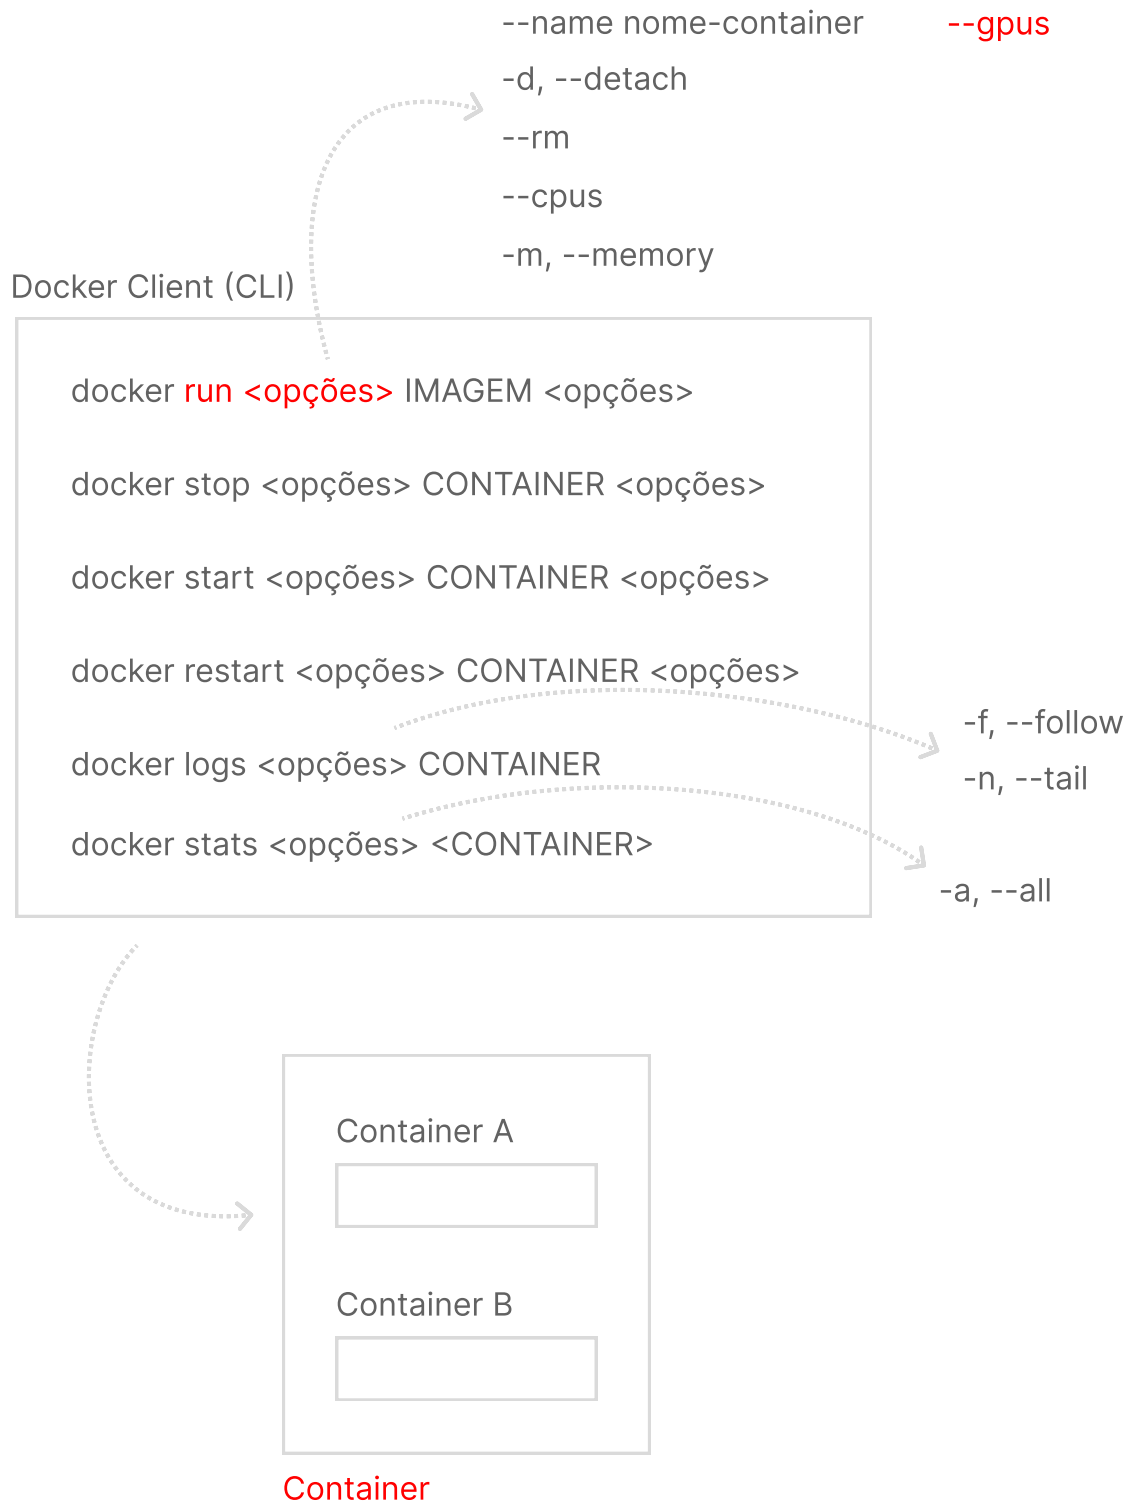 --name nome-container
--gpus
-d, --detach
--rm
--cpus
-m, --memory
Docker Client (CLI)
docker run <opções> IMAGEM <opções>
docker stop <opções> CONTAINER <opções>
docker start <opções> CONTAINER <opções>
docker restart <opções> CONTAINER <opções>
-f, --follow
docker logs <opções> CONTAINER
-n, --tail
docker stats <opções> <CONTAINER>
-a, --all
Container A
Container B
Container